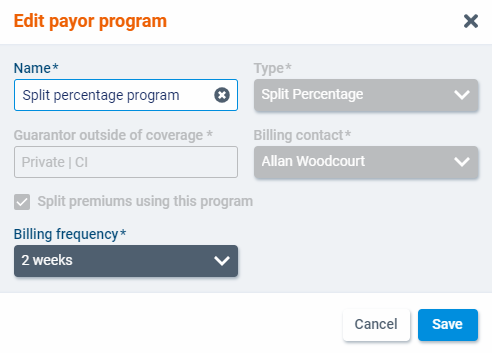 Edit payor program
Name*
Type*
Split percentage program
Split Percentage
Guarantor outside of coverage *
Billing contact*
Private | CI
Allan Woodcourt
Split premiums using this program
Billing frequency*
2 weeks
Cancel
Save